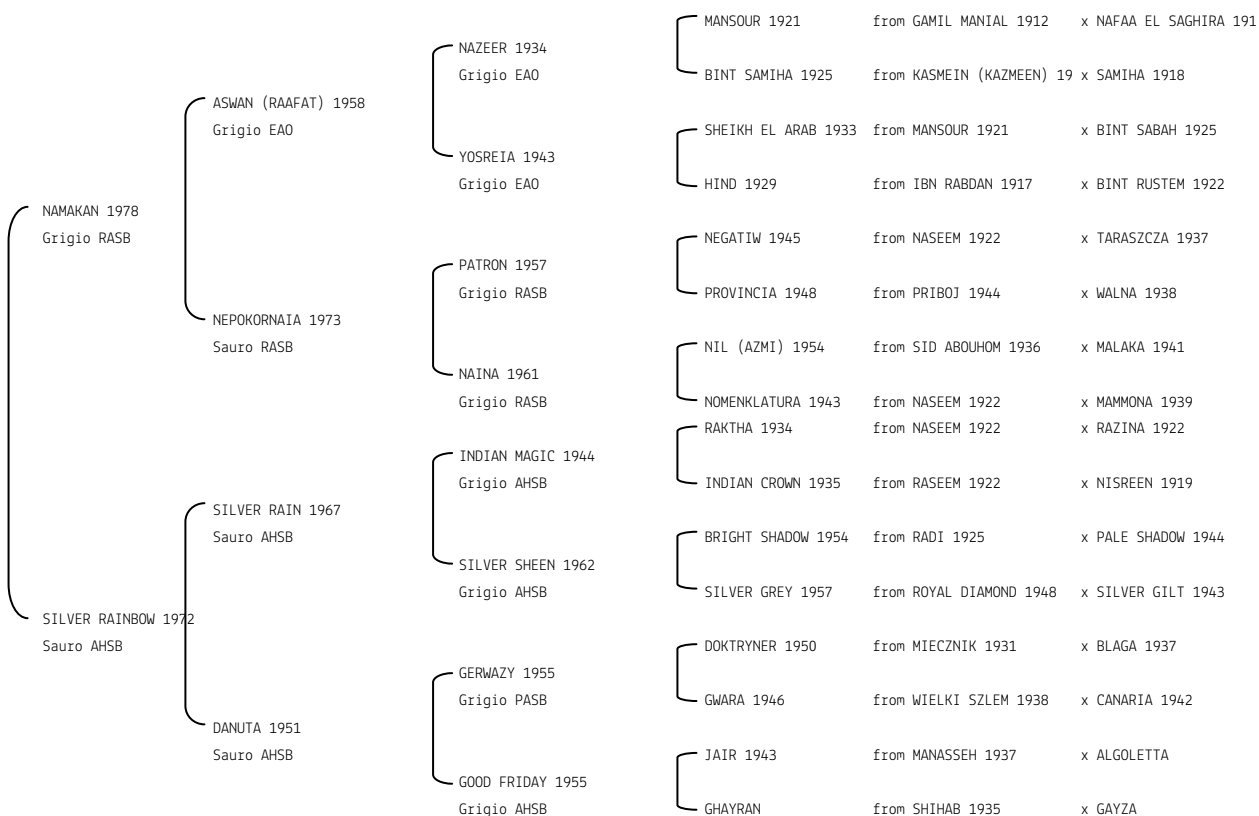 MANSOUR 1921 from GAMIL MANIAL 1912 x NAFAA EL SAGHIRA 191
NAZEER 1934
Grigio EAO
BINT SAMIHA 1925 from KASMEIN (KAZMEEN) 19 x SAMIHA 1918
ASWAN (RAAFAT) 1958
Grigio EAO
SHEIKH EL ARAB 1933 from MANSOUR 1921 x BINT SABAH 1925
YOSREIA 1943
Grigio EAO
HIND 1929 from IBN RABDAN 1917 x BINT RUSTEM 1922
NAMAKAN 1978
Grigio RASB
NEGATIW 1945 from NASEEM 1922 x TARASZCZA 1937
PATRON 1957
Grigio RASB
PROVINCIA 1948 from PRIBOJ 1944 x WALNA 1938
NEPOKORNAIA 1973
Sauro RASB
NIL (AZMI) 1954 from SID ABOUHOM 1936 x MALAKA 1941
NAINA 1961
Grigio RASB
NOMENKLATURA 1943 from NASEEM 1922 x MAMMONA 1939
RAKTHA 1934 from NASEEM 1922 x RAZINA 1922
INDIAN MAGIC 1944
Grigio AHSB
INDIAN CROWN 1935 from RASEEM 1922 x NISREEN 1919
SILVER RAIN 1967
Sauro AHSB
BRIGHT SHADOW 1954 from RADI 1925 x PALE SHADOW 1944
SILVER SHEEN 1962
Grigio AHSB
SILVER GREY 1957 from ROYAL DIAMOND 1948 x SILVER GILT 1943
SILVER RAINBOW 1972
Sauro AHSB
DOKTRYNER 1950 from MIECZNIK 1931 x BLAGA 1937
GERWAZY 1955
Grigio PASB
GWARA 1946 from WIELKI SZLEM 1938 x CANARIA 1942
DANUTA 1951
Sauro AHSB
JAIR 1943 from MANASSEH 1937 x ALGOLETTA
GOOD FRIDAY 1955
Grigio AHSB
GHAYRAN from SHIHAB 1935 x GAYZA